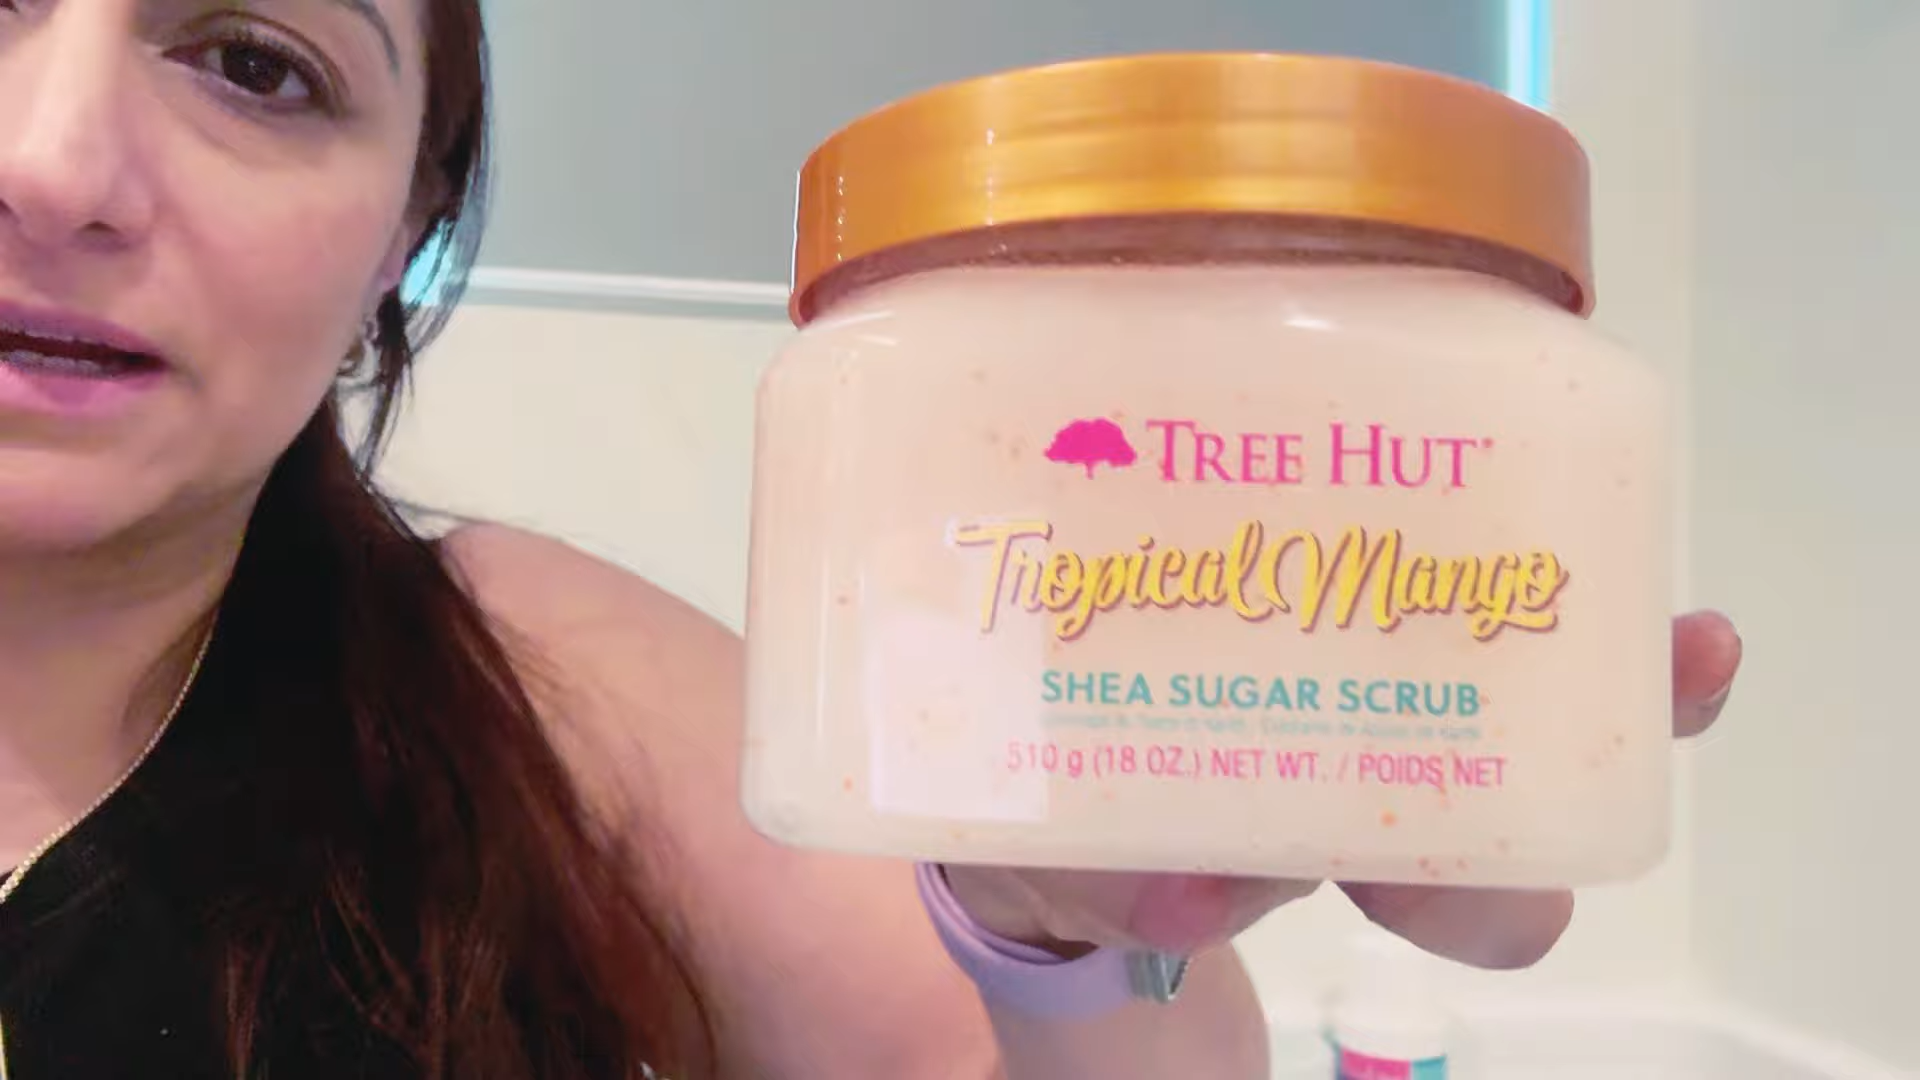 TREE HUT
Tropical Mango
SHEA SUGAR SCRUB
510 g (18 OZ.) NET WT. / POIDS NET